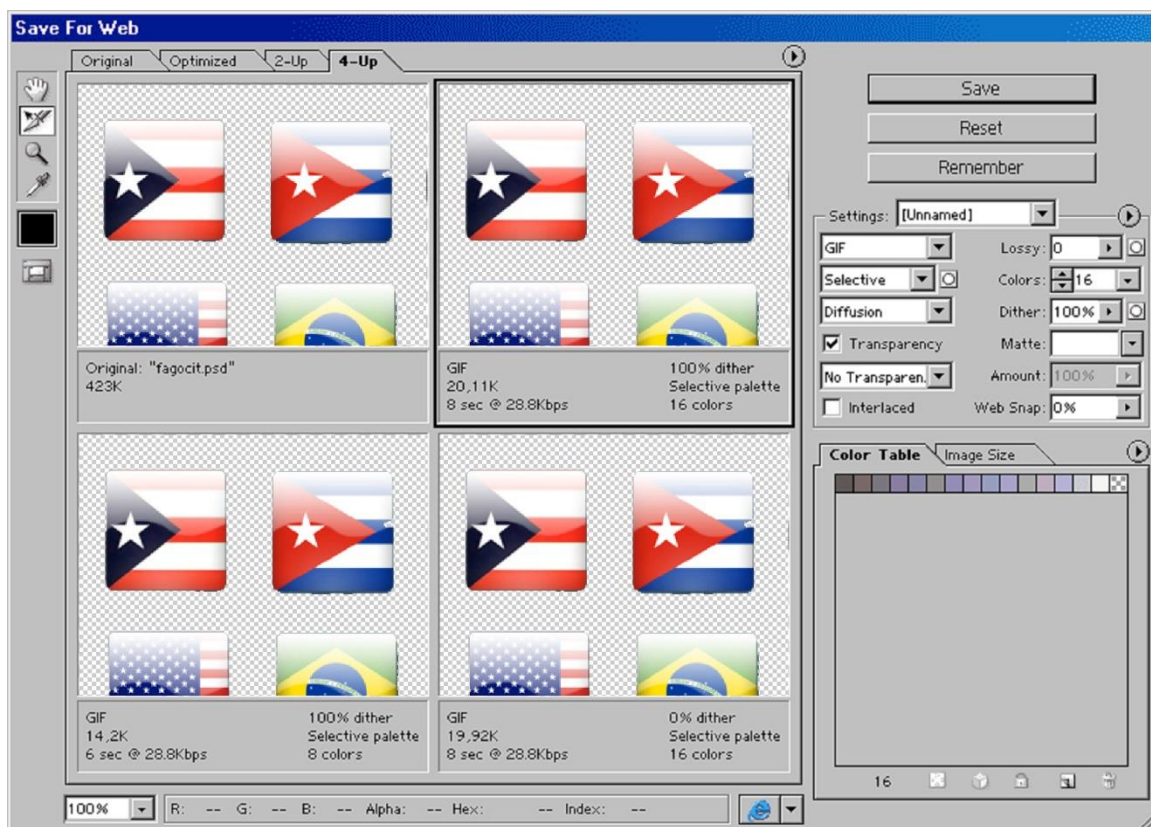 Save For Web
Original
Optimized
2-Up
4-Up
Save
Reset
Remember
Settings: [Unnamed]
GIF
Lossy: 0
Selective
Colors: 16
Diffusion
Dither: 100%
Transparency
Matte:
No Transparen.
Amount: 100%
Interlaced
Web Snap: 0%
Original: "fagocit.psd"
423K
GIF
100% dither
20,11K
Selective palette
8 sec @ 28.8Kbps
16 colors
Color Table
Image Size
GIF
100% dither
14,2K
Selective palette
6 sec @ 28.8Kbps
8 colors
GIF
0% dither
19,92K
Selective palette
8 sec @ 28.8Kbps
16 colors
16
100%
R: -- G: -- B: -- Alpha: -- Hex: -- Index: --